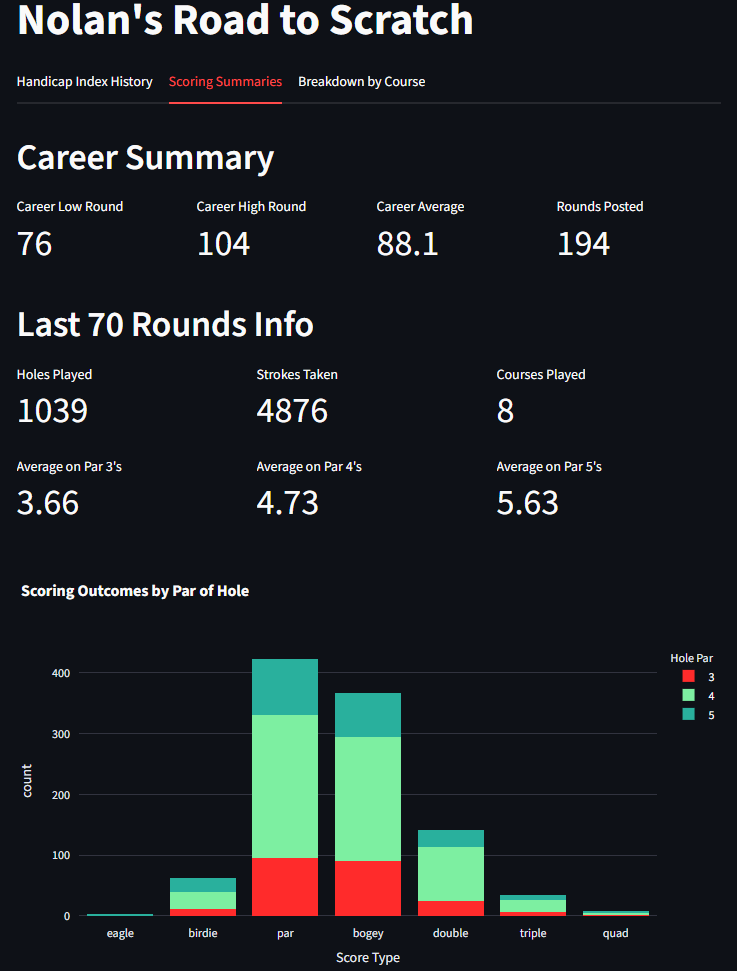 Nolan's Road to Scratch
Handicap Index History Scoring Summaries Breakdown by Course
Career Summary
Career Low Round Career High Round Career Average Rounds Posted
76 104 88.1 194
Last 70 Rounds Info
Holes Played Strokes Taken Courses Played
1039 4876 8
Average on Par 3's Average on Par 4's Average on Par 5's
3.66 4.73 5.63
Scoring Outcomes by Par of Hole
Hole Par
3
4
5
400
300
200
100
0
count
eagle birdie par bogey double triple quad
Score Type